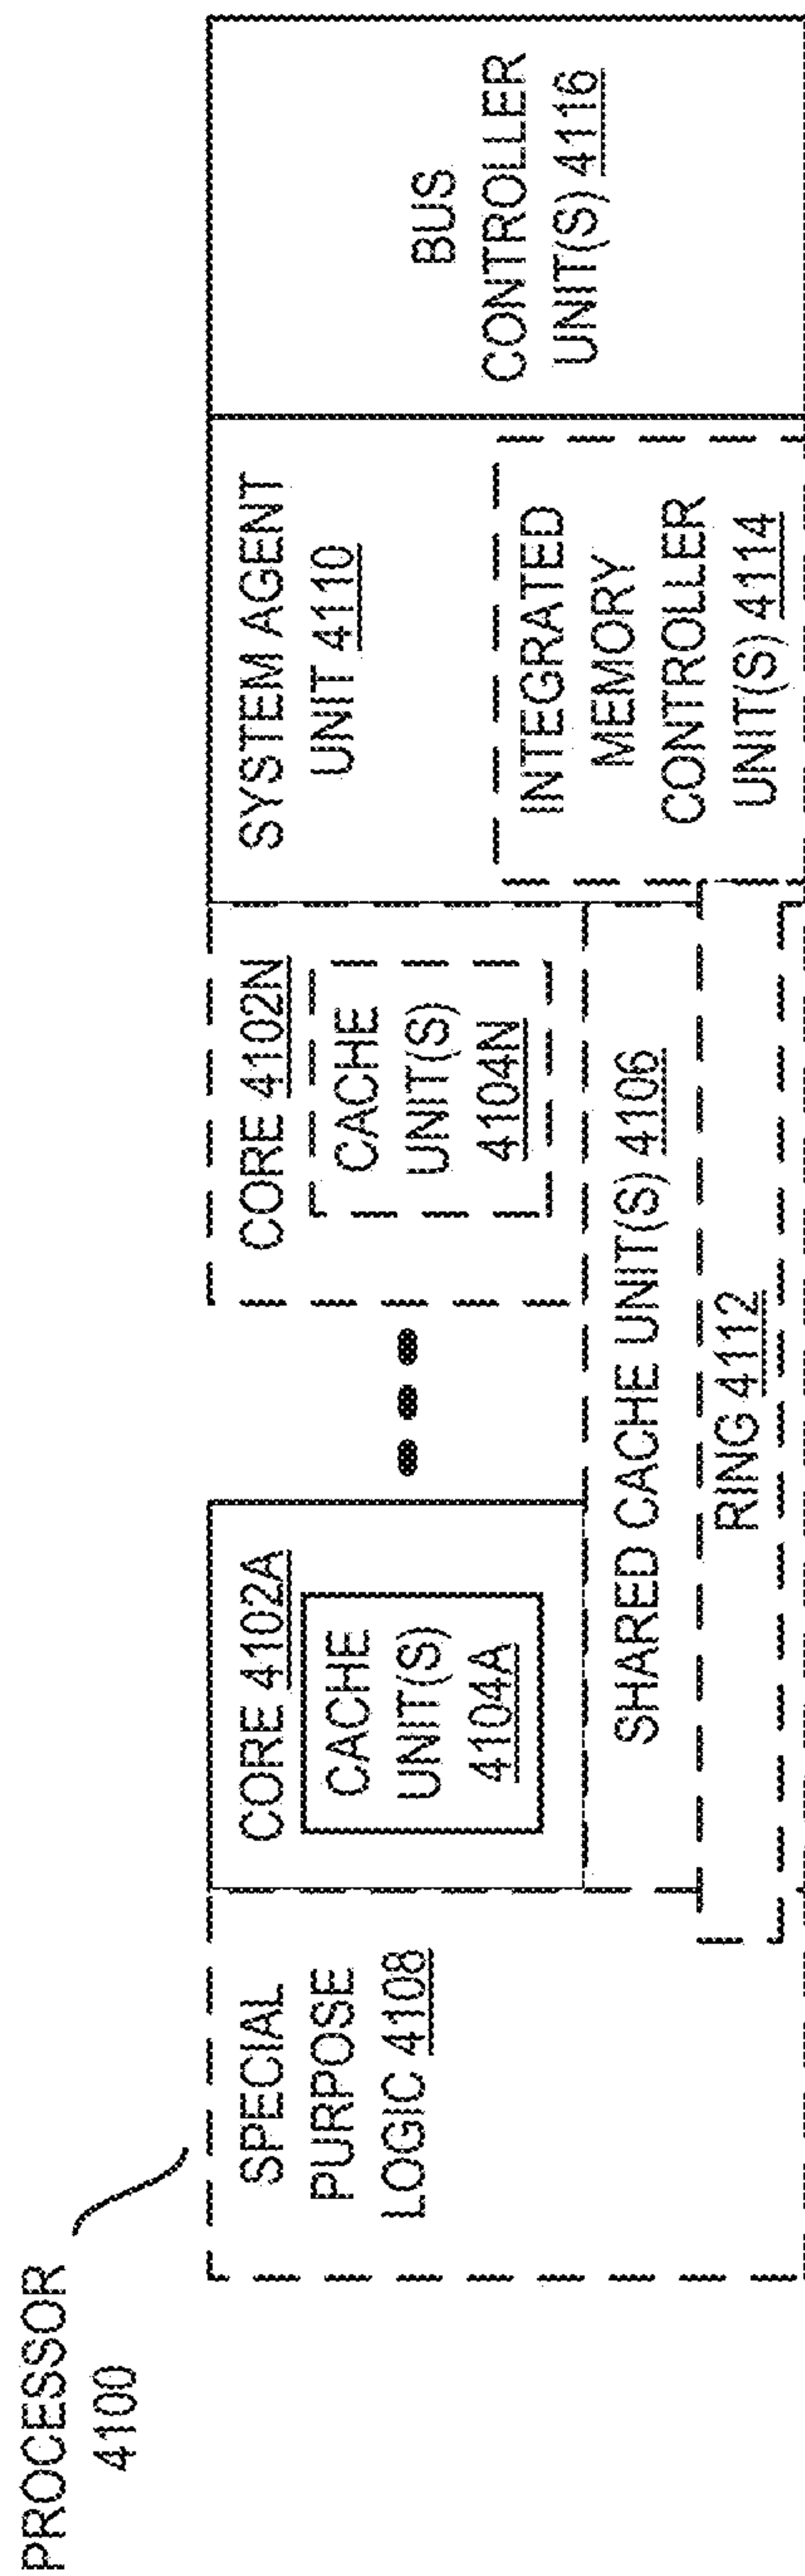 PROCESSOR
4100
SPECIAL
PURPOSE
LOGIC 4108
CORE 4102A
CACHE
UNIT(S)
4104A
CORE 4102N
CACHE
UNIT(S)
4104N
SHARED CACHE UNIT(S) 4106
RING 4112
SYSTEM AGENT
UNIT 4110
INTEGRATED
MEMORY
CONTROLLER
UNIT(S) 4114
BUS
CONTROLLER
UNIT(S) 4116